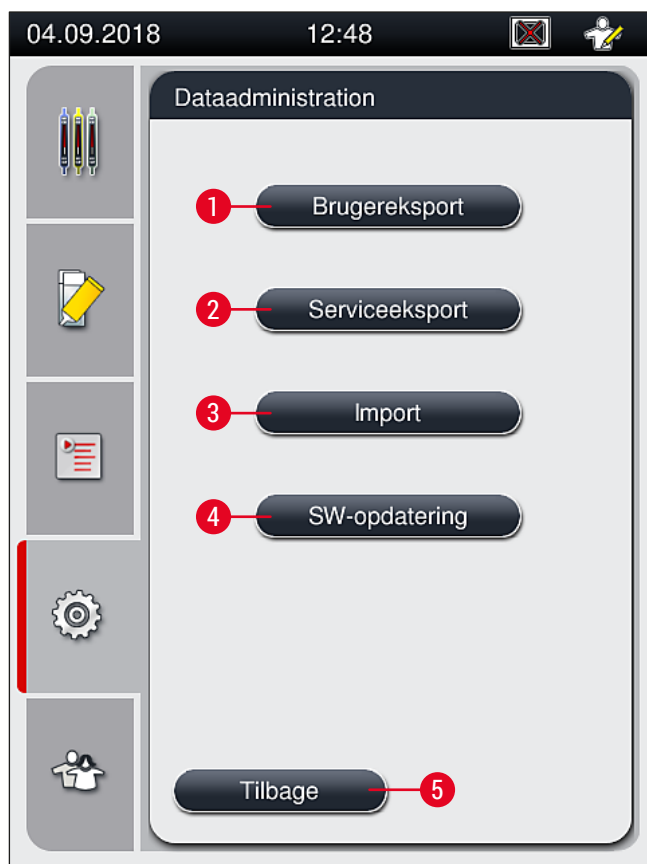 04.09.2018 12:48
Dataadministration
1 Brugereksport
2 Serviceeksport
3 Import
4 SW-opdatering
Tilbage 5